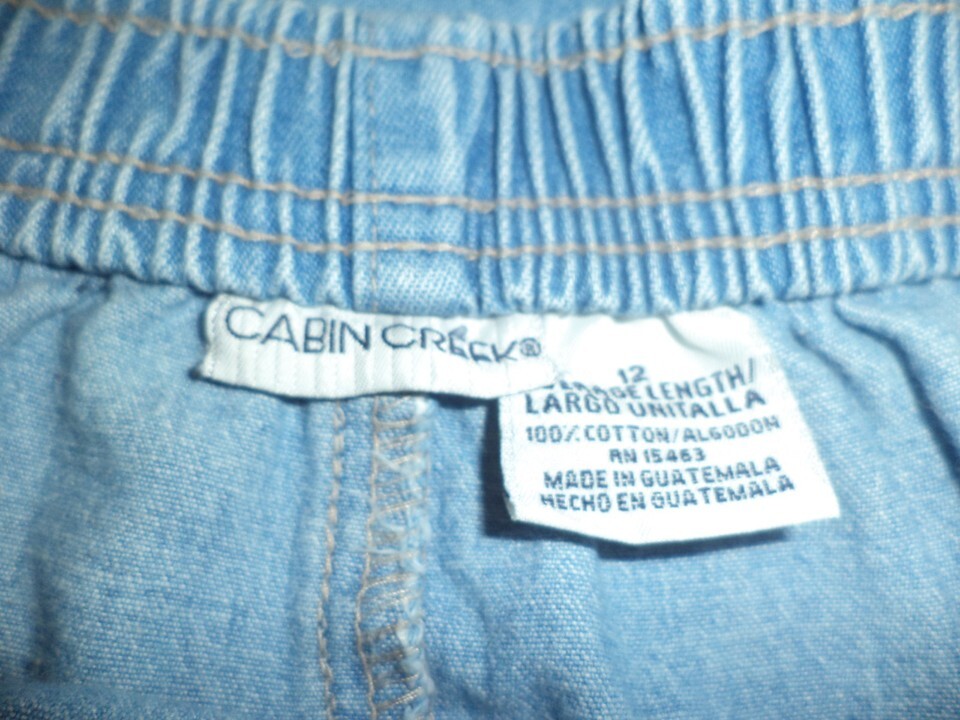 CABIN CREEK®
12
LENGTH/
LARGO UNITALLA
100% COTTON/ALGODON
RN 15463
MADE IN GUATEMALA
HECHO EN GUATEMALA